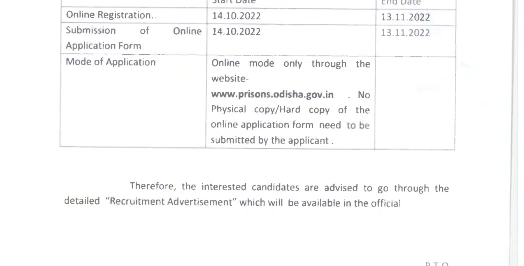 Start Date End Date
Online Registration.. 14.10.2022 13.11.2022
Submission of Online 14.10.2022 13.11.2022
Application Form
Mode of Application Online mode only through the
website-
www.prisons.odisha.gov.in . No
Physical copy/Hard copy of the
online application form need to be
submitted by the applicant .
Therefore, the interested candidates are advised to go through the
detailed "Recruitment Advertisement" which will be available in the official
P.T.O